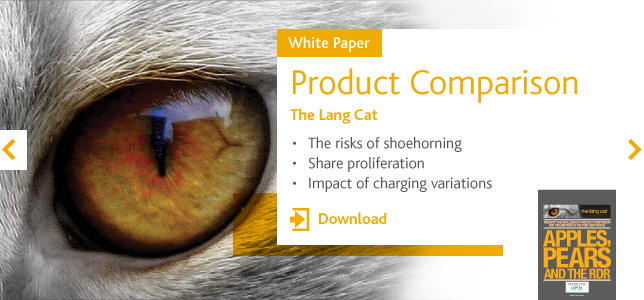 White Paper
Product Comparison
The Lang Cat
• The risks of shoehorning
• Share proliferation
• Impact of charging variations
Download
the lang cat
APPLES,
PEARS
AND THE RDR